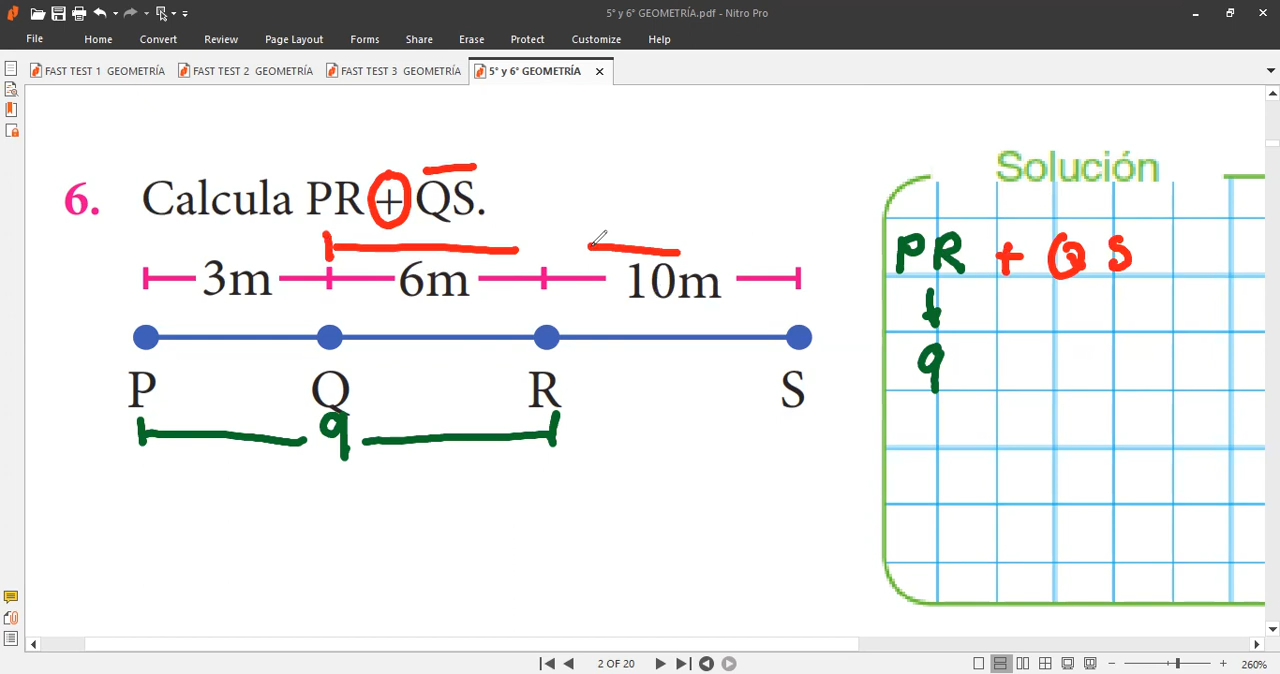 5° y 6° GEOMETRÍA.pdf - Nitro Pro
File Home Convert Review Page Layout Forms Share Erase Protect Customize Help
FAST TEST 1 GEOMETRÍA FAST TEST 2 GEOMETRÍA FAST TEST 3 GEOMETRÍA 5° y 6° GEOMETRÍA
Solución
6. Calcula PR + QS.
PR + QS
3m 6m 10m
9
P Q R S
9
2 OF 20
260%